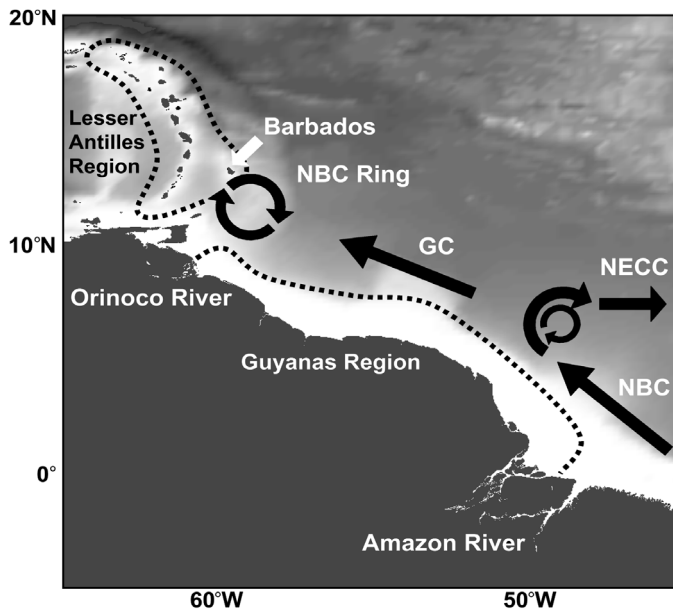 20°N
Lesser
Antilles
Region
Barbados
NBC Ring
10°N
GC
NECC
Orinoco River
Guyanas Region
NBC
0°
Amazon River
60°W
50°W